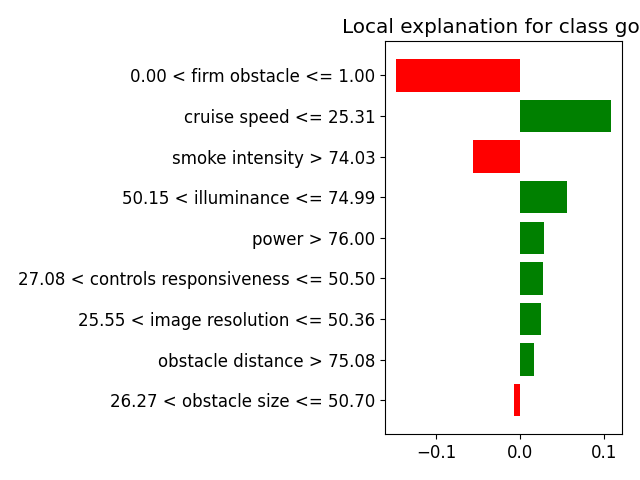 Local explanation for class go
0.00 < firm obstacle <= 1.00
cruise speed <= 25.31
smoke intensity > 74.03
50.15 < illuminance <= 74.99
power > 76.00
27.08 < controls responsiveness <= 50.50
25.55 < image resolution <= 50.36
obstacle distance > 75.08
26.27 < obstacle size <= 50.70
−0.1 0.0 0.1